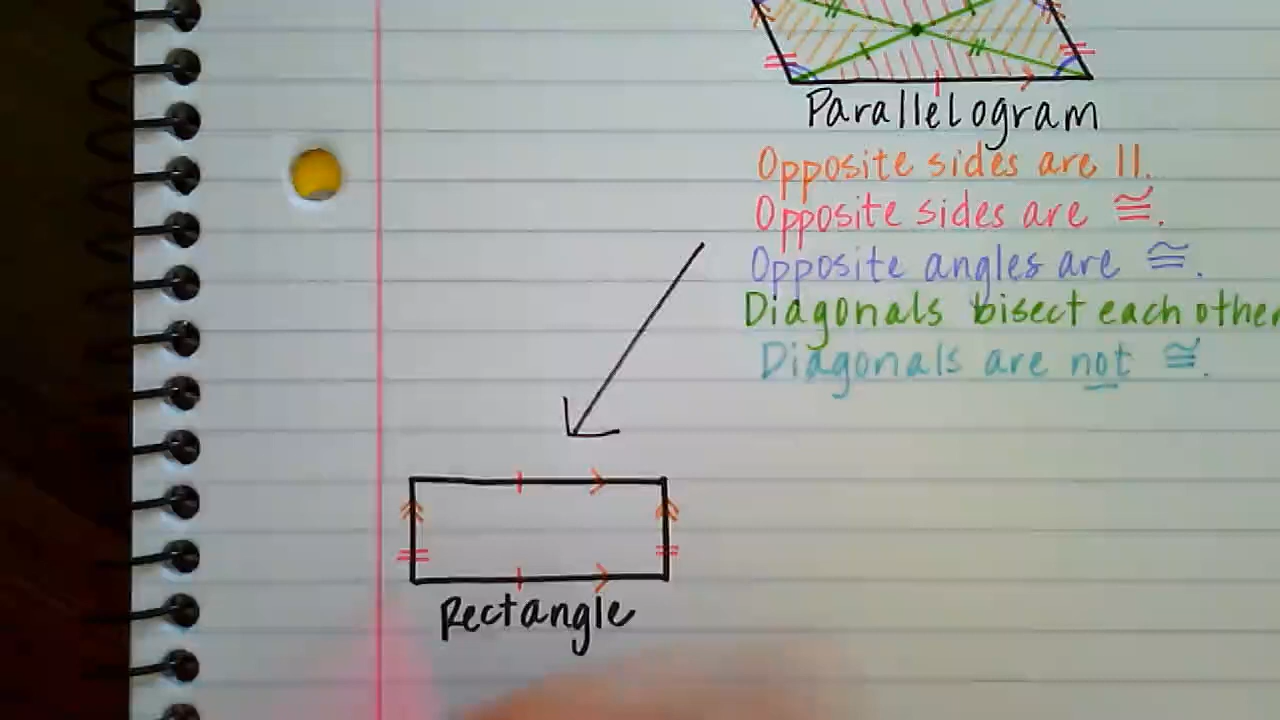 Parallelogram
Opposite sides are ||.
Opposite sides are ≅.
Opposite angles are ≅.
Diagonals bisect each other
Diagonals are not ≅.
Rectangle